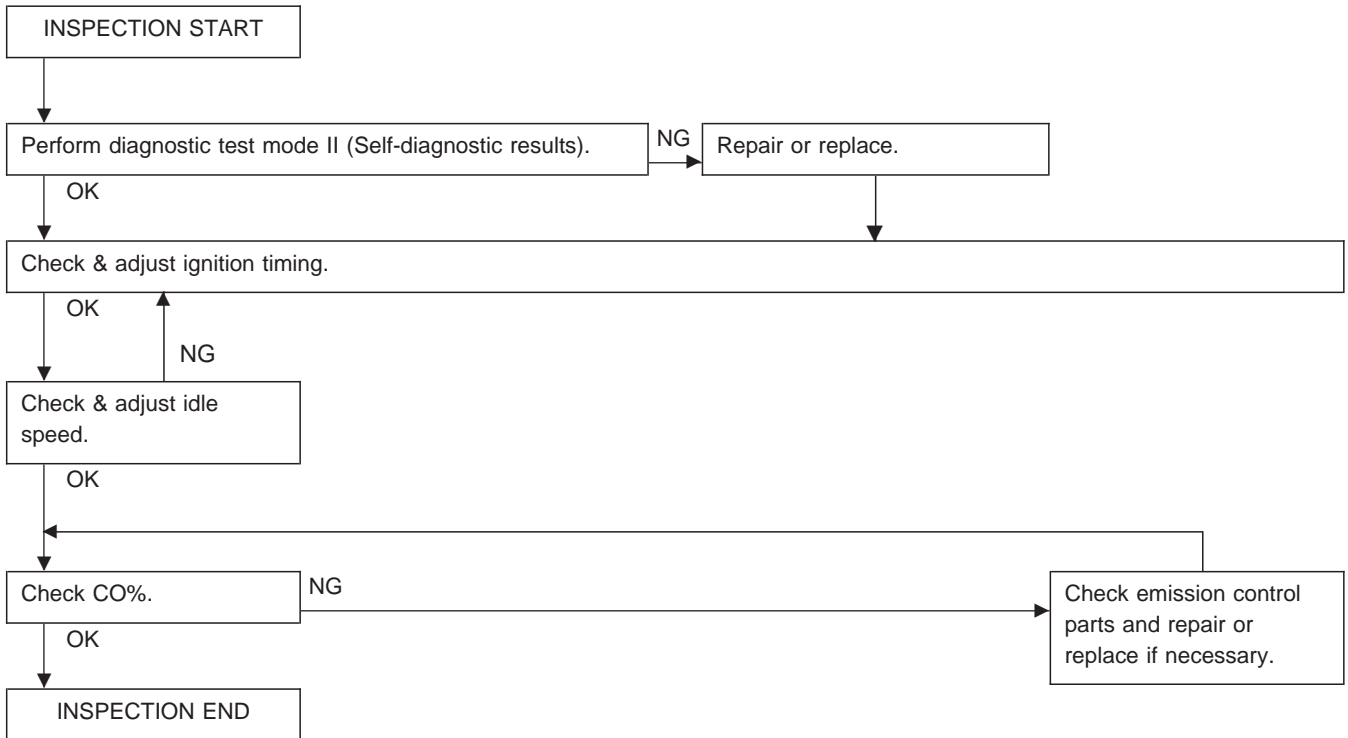 INSPECTION START
Perform diagnostic test mode II (Self-diagnostic results).
NG
Repair or replace.
OK
Check & adjust ignition timing.
OK
NG
Check & adjust idle
speed.
OK
Check CO%.
NG
Check emission control
parts and repair or
replace if necessary.
OK
INSPECTION END